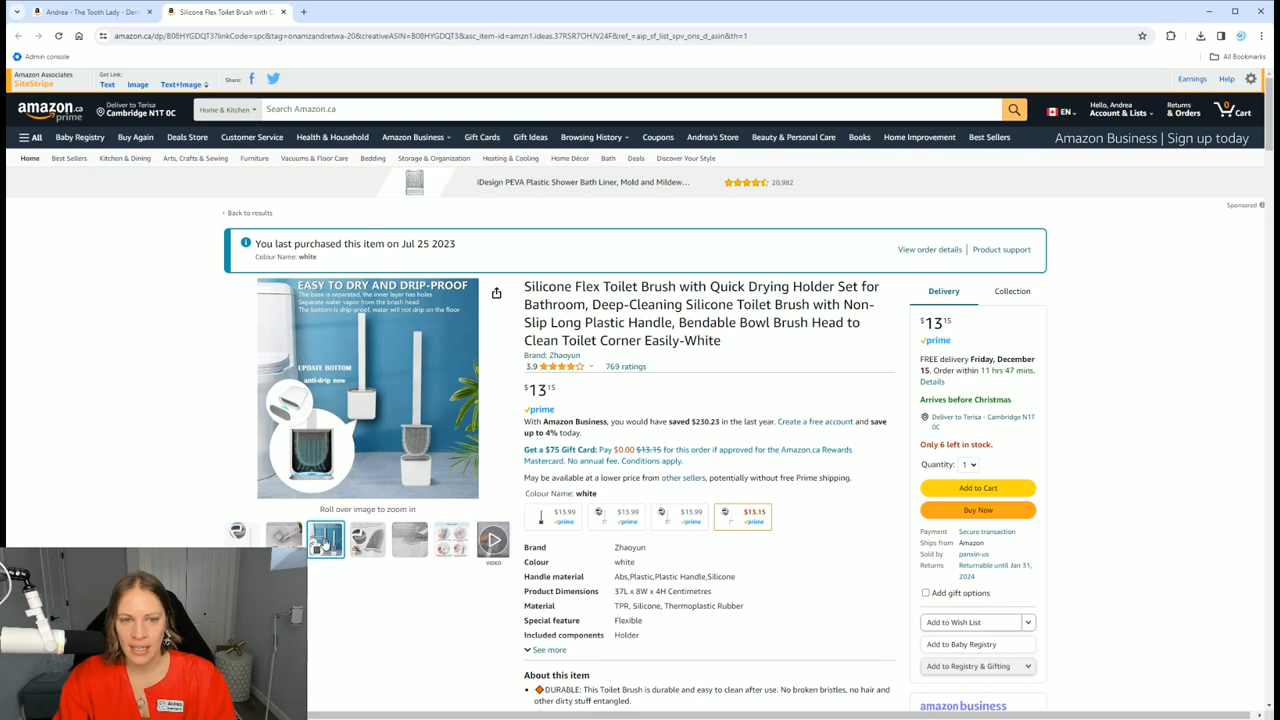 Andrea - The Tooth Lady - Den
Silicone Flex Toilet Brush with C
amazon.ca/dp/B08HYGDQT3?linkCode=spc&tag=onamzandretwa-20&creativeASIN=B08HYGDQT3&asc_item-id=amzn1.ideas.37RSR7OHJV24F&ref_=aip_sf_list_spv_ons_d_asin&th=1
Admin console
All Bookmarks
Amazon Associates
SiteStripe
Get Link:
Text
Image
Text+Image
Share:
Earnings
Help
amazon.ca
prime
Deliver to Terisa
Cambridge N1T 0C
Home & Kitchen
Search Amazon.ca
EN
Hello, Andrea
Account & Lists
Returns
& Orders
0
Cart
All
Baby Registry
Buy Again
Deals Store
Customer Service
Health & Household
Amazon Business
Gift Cards
Gift Ideas
Browsing History
Coupons
Andrea's Store
Beauty & Personal Care
Books
Home Improvement
Best Sellers
Amazon Business | Sign up today
Home
Best Sellers
Kitchen & Dining
Arts, Crafts & Sewing
Furniture
Vacuums & Floor Care
Bedding
Storage & Organization
Heating & Cooling
Home Décor
Bath
Deals
Discover Your Style
iDesign PEVA Plastic Shower Bath Liner, Mold and Mildew…
20,982
Sponsored
‹ Back to results
You last purchased this item on Jul 25 2023
Colour Name: white
View order details | Product support
EASY TO DRY AND DRIP-PROOF
The base is separated, the inner layer has holes
Separate water vapor from the brush head
The bottom is drip-proof, water will not drip on the floor
UPDATE BOTTOM
anti-drip now
Roll over image to zoom in
VIDEO
Silicone Flex Toilet Brush with Quick Drying Holder Set for
Bathroom, Deep-Cleaning Silicone Toilet Brush with Non-
Slip Long Plastic Handle, Bendable Bowl Brush Head to
Clean Toilet Corner Easily-White
Brand: Zhaoyun
3.9
769 ratings
$13 15
prime
With Amazon Business, you would have saved $230.23 in the last year. Create a free account and save
up to 4% today.
Get a $75 Gift Card: Pay $0.00 $13.15 for this order if approved for the Amazon.ca Rewards
Mastercard. No annual fee. Conditions apply.
May be available at a lower price from other sellers, potentially without free Prime shipping.
Colour Name: white
$13.99
prime
$13.99
prime
$13.99
prime
$13.15
prime
Brand Zhaoyun
Colour white
Handle material Abs,Plastic,Plastic Handle,Silicone
Product Dimensions 37L x 8W x 4H Centimetres
Material TPR, Silicone, Thermoplastic Rubber
Special feature Flexible
Included components Holder
See more
About this item
DURABLE: This Toilet Brush is durable and easy to clean after use. No broken bristles, no hair and
other dirty stuff entangled.
Delivery
Collection
$13 15
prime
FREE delivery Friday, December
15. Order within 11 hrs 47 mins.
Details
Arrives before Christmas
Deliver to Terisa - Cambridge N1T
0C
Only 6 left in stock.
Quantity: 1
Add to Cart
Buy Now
Payment Secure transaction
Ships from Amazon
Sold by panxin-us
Returns Returnable until Jan 31,
2024
Add gift options
Add to Wish List
Add to Baby Registry
Add to Registry & Gifting
amazon business